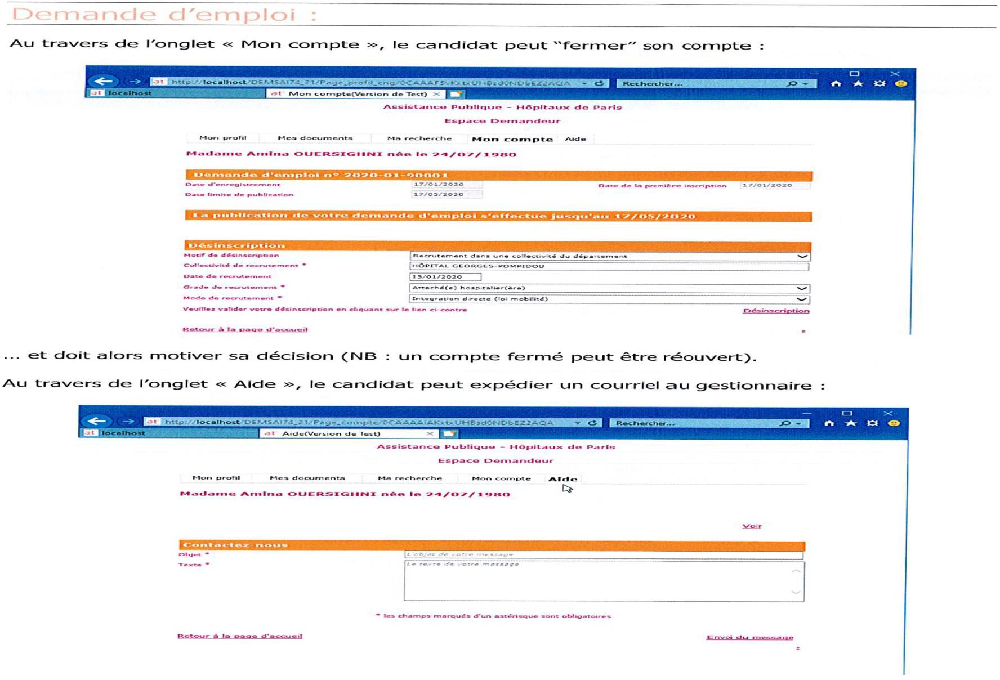 Demande d'emploi :
Au travers de l'onglet « Mon compte », le candidat peut “fermer” son compte :
at http://localhost/DEMSAI74_21/Page_profil_cng/ Rechercher...
at localhost at Mon compte(Version de Test)
Assistance Publique - Hôpitaux de Paris
Espace Demandeur
Mon profil Mes documents Ma recherche Mon compte Aide
Madame Amina OUERSIGHNI née le 24/07/1980
Demande d'emploi n° 2020-01-90001
Date d'enregistrement 17/01/2020 Date de la première inscription 17/01/2020
Date limite de publication 17/05/2020
La publication de votre demande d'emploi s'effectue jusqu'au 17/05/2020
Désinscription
Motif de désinscription Recrutement dans une collectivité du département
Collectivité de recrutement * HÔPITAL GEORGES-POMPIDOU
Date de recrutement 15/01/2020
Grade de recrutement * Attaché(e) hospitalier(ère)
Mode de recrutement * Integration directe (loi mobilité)
Veuillez valider votre désinscription en cliquant sur le lien ci-contre Désinscription
Retour à la page d'accueil
... et doit alors motiver sa décision (NB : un compte fermé peut être réouvert).
Au travers de l'onglet « Aide », le candidat peut expédier un courriel au gestionnaire :
at http://localhost/DEMSAI74_21/Page_compte/ Rechercher...
at localhost at Aide(Version de Test)
Assistance Publique - Hôpitaux de Paris
Espace Demandeur
Mon profil Mes documents Ma recherche Mon compte Aide
Madame Amina OUERSIGHNI née le 24/07/1980
Voir
Contactez-nous
Objet * L'objet de votre message
Texte * Le texte de votre message
* les champs marqués d'un astérisque sont obligatoires
Retour à la page d'accueil Envoi du message